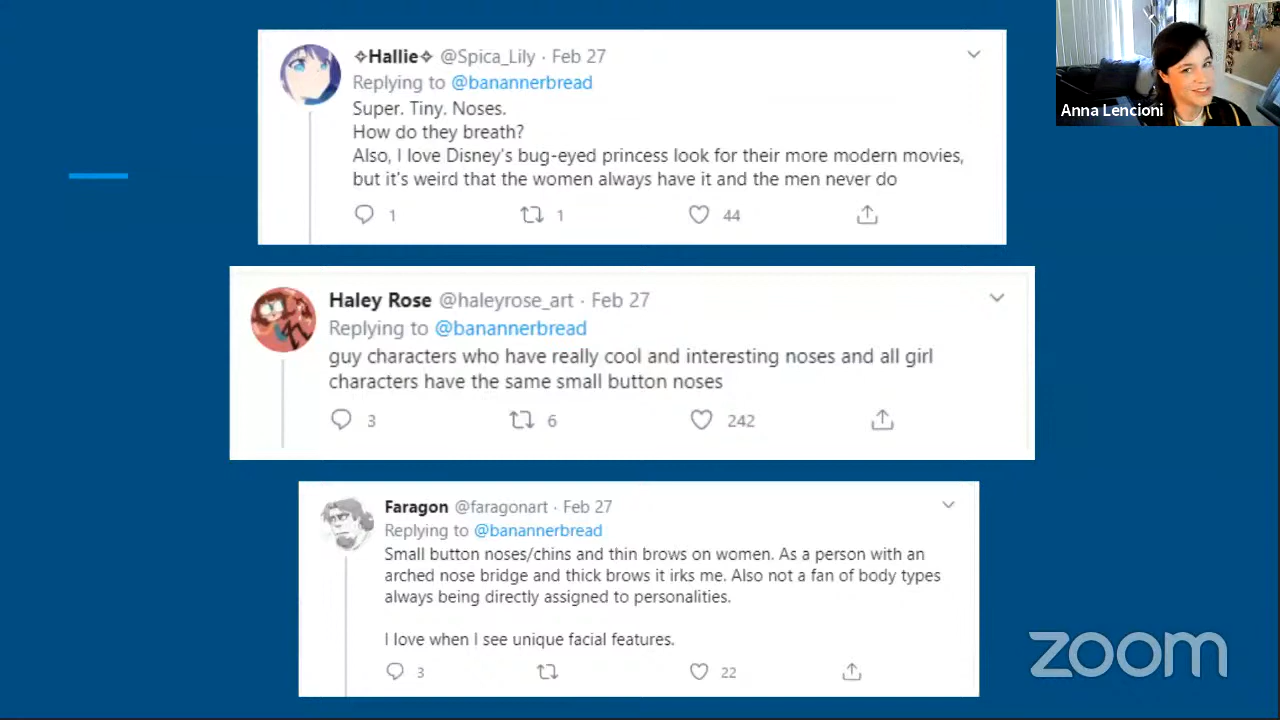 ✧Hallie✧ @Spica_Lily · Feb 27
Replying to @banannerbread
Super. Tiny. Noses.
How do they breath?
Also, I love Disney's bug-eyed princess look for their more modern movies,
but it's weird that the women always have it and the men never do
1 1 44
Anna Lencioni
Haley Rose @haleyrose_art · Feb 27
Replying to @banannerbread
guy characters who have really cool and interesting noses and all girl
characters have the same small button noses
3 6 242
Faragon @faragonart · Feb 27
Replying to @banannerbread
Small button noses/chins and thin brows on women. As a person with an
arched nose bridge and thick brows it irks me. Also not a fan of body types
always being directly assigned to personalities.
I love when I see unique facial features.
3 22
zoom